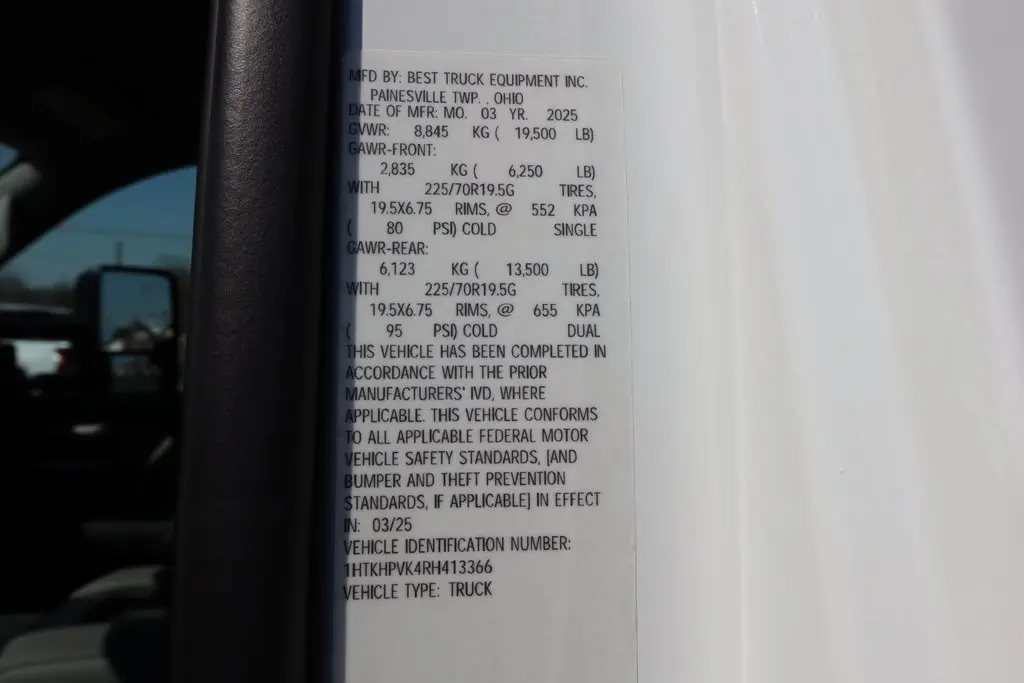 MFD BY: BEST TRUCK EQUIPMENT INC.
PAINESVILLE TWP. , OHIO
DATE OF MFR: MO. 03 YR. 2025
GVWR: 8,845 KG ( 19,500 LB)
GAWR-FRONT:
2,835 KG ( 6,250 LB)
WITH 225/70R19.5G TIRES,
19.5X6.75 RIMS, @ 552 KPA
( 80 PSI) COLD SINGLE
GAWR-REAR:
6,123 KG ( 13,500 LB)
WITH 225/70R19.5G TIRES,
19.5X6.75 RIMS, @ 655 KPA
( 95 PSI) COLD DUAL
THIS VEHICLE HAS BEEN COMPLETED IN
ACCORDANCE WITH THE PRIOR
MANUFACTURERS' IVD, WHERE
APPLICABLE. THIS VEHICLE CONFORMS
TO ALL APPLICABLE FEDERAL MOTOR
VEHICLE SAFETY STANDARDS, [AND
BUMPER AND THEFT PREVENTION
STANDARDS, IF APPLICABLE] IN EFFECT
IN: 03/25
VEHICLE IDENTIFICATION NUMBER:
1HTKHPVK4RH413366
VEHICLE TYPE: TRUCK